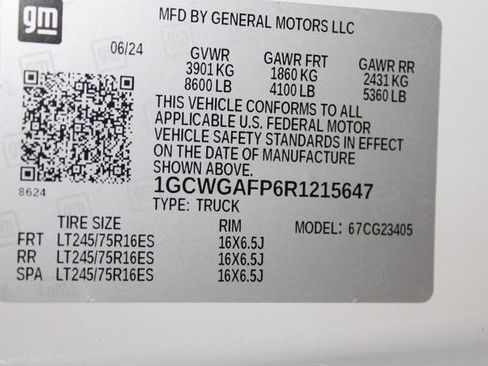 gm
MFD BY GENERAL MOTORS LLC
06/24 GVWR GAWR FRT GAWR RR
3901 KG 1860 KG 2431 KG
8600 LB 4100 LB 5360 LB
THIS VEHICLE CONFORMS TO ALL
APPLICABLE U.S. FEDERAL MOTOR
VEHICLE SAFETY STANDARDS IN EFFECT
ON THE DATE OF MANUFACTURE
8624
1GCWGAFP6R1215647
TYPE: TRUCK
TIRE SIZE RIM MODEL: 67CG23405
FRT LT245/75R16ES 16X6.5J
RR LT245/75R16ES 16X6.5J
SPA LT245/75R16ES 16X6.5J